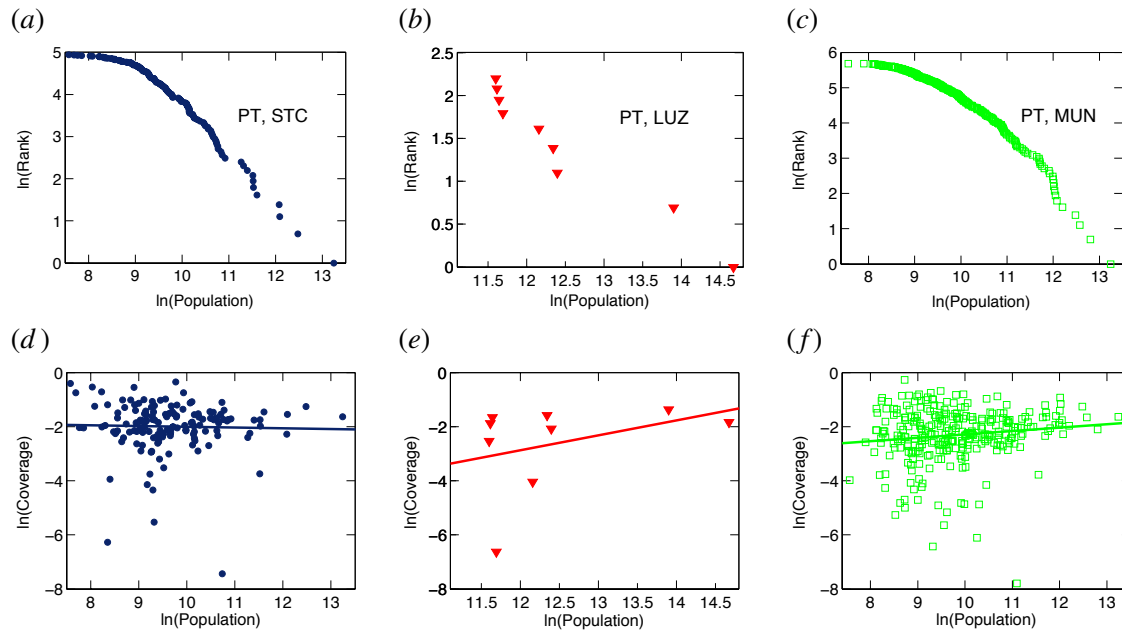 (a)
5
4
3
2
1
0
ln(Rank)
PT, STC
8 9 10 11 12 13
ln(Population)
(b)
2.5
2
1.5
1
0.5
0
ln(Rank)
PT, LUZ
11.5 12 12.5 13 13.5 14 14.5
ln(Population)
(c)
6
5
4
3
2
1
0
ln(Rank)
PT, MUN
8 9 10 11 12 13
ln(Population)
(d)
0
−2
−4
−6
−8
ln(Coverage)
8 9 10 11 12 13
ln(Population)
(e)
0
−2
−4
−6
−8
ln(Coverage)
11.5 12 12.5 13 13.5 14 14.5
ln(Population)
(f)
0
−2
−4
−6
−8
ln(Coverage)
8 9 10 11 12 13
ln(Population)